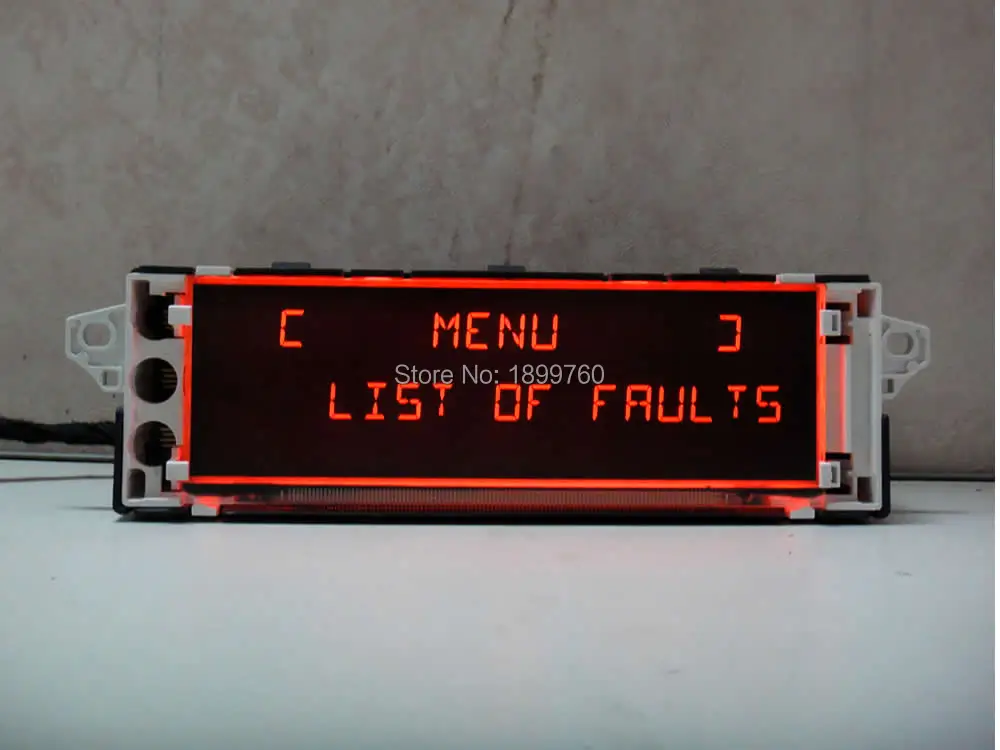 [ MENU ]
Store No: 1899760
LIST OF FAULTS